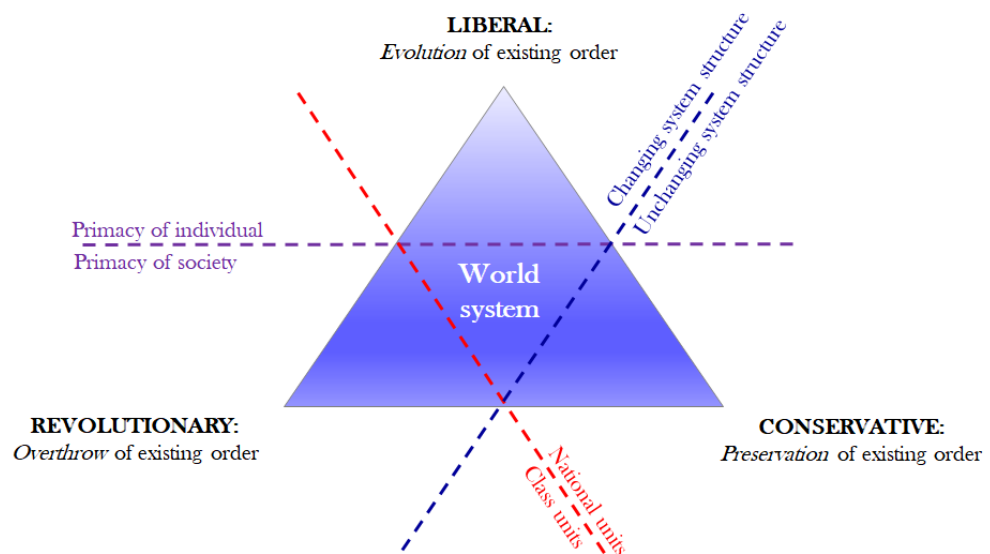 LIBERAL:
Evolution of existing order
Changing system structure
Unchanging system structure
Primacy of individual
Primacy of society
World
system
REVOLUTIONARY:
Overthrow of existing order
CONSERVATIVE:
Preservation of existing order
National units
Class units